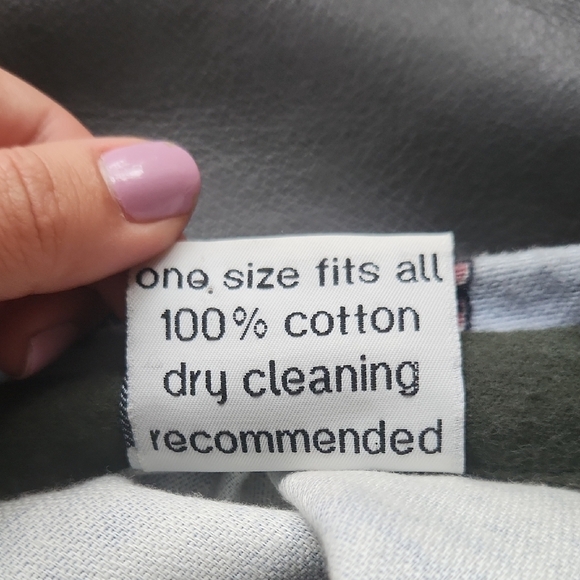 one size fits all
100% cotton
dry cleaning
recommended